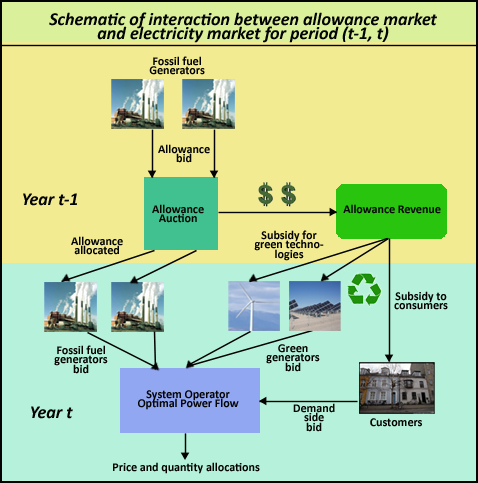 Schematic of interaction between allowance market
and electricity market for period (t-1, t)
Fossil fuel
Generators
Allowance
bid
Year t-1
Allowance
Auction
$ $
Allowance Revenue
Allowance
allocated
Subsidy for
green techno-
logies
Subsidy to
consumers
Fossil fuel
generators
bid
Green
generators
bid
System Operator
Optimal Power Flow
Year t
Demand
side
bid
Customers
Price and quantity allocations